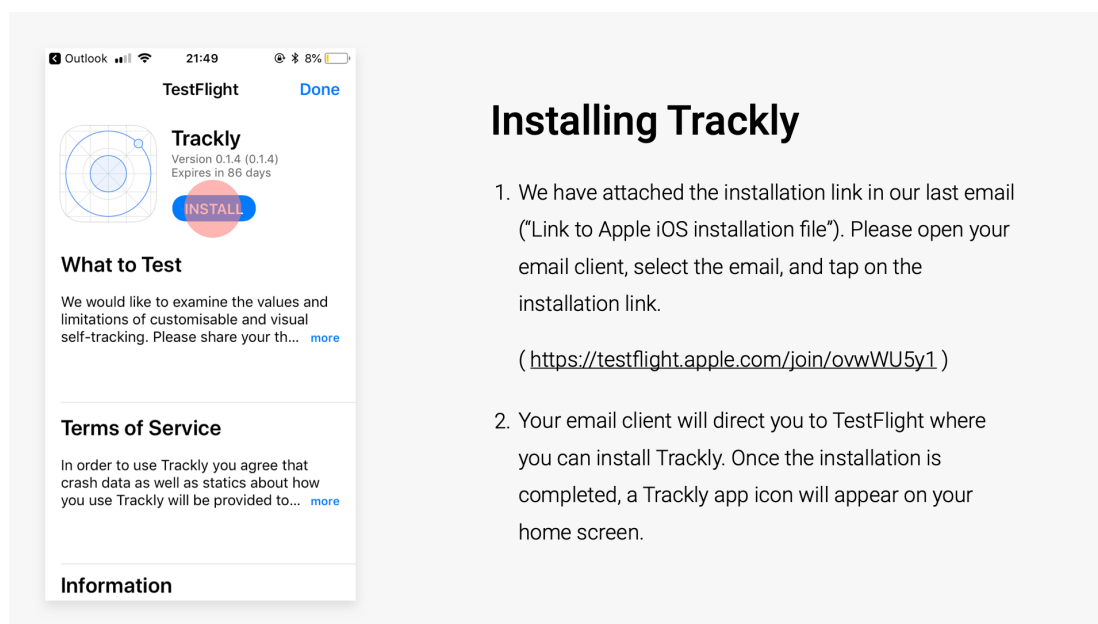 Outlook 21:49 8%
TestFlight Done
Trackly
Version 0.1.4 (0.1.4)
Expires in 86 days
INSTALL
What to Test
We would like to examine the values and
limitations of customisable and visual
self-tracking. Please share your th... more
Terms of Service
In order to use Trackly you agree that
crash data as well as statics about how
you use Trackly will be provided to... more
Information
Installing Trackly
1. We have attached the installation link in our last email
(“Link to Apple iOS installation file”). Please open your
email client, select the email, and tap on the
installation link.
( https://testflight.apple.com/join/ovwWU5y1 )
2. Your email client will direct you to TestFlight where
you can install Trackly. Once the installation is
completed, a Trackly app icon will appear on your
home screen.